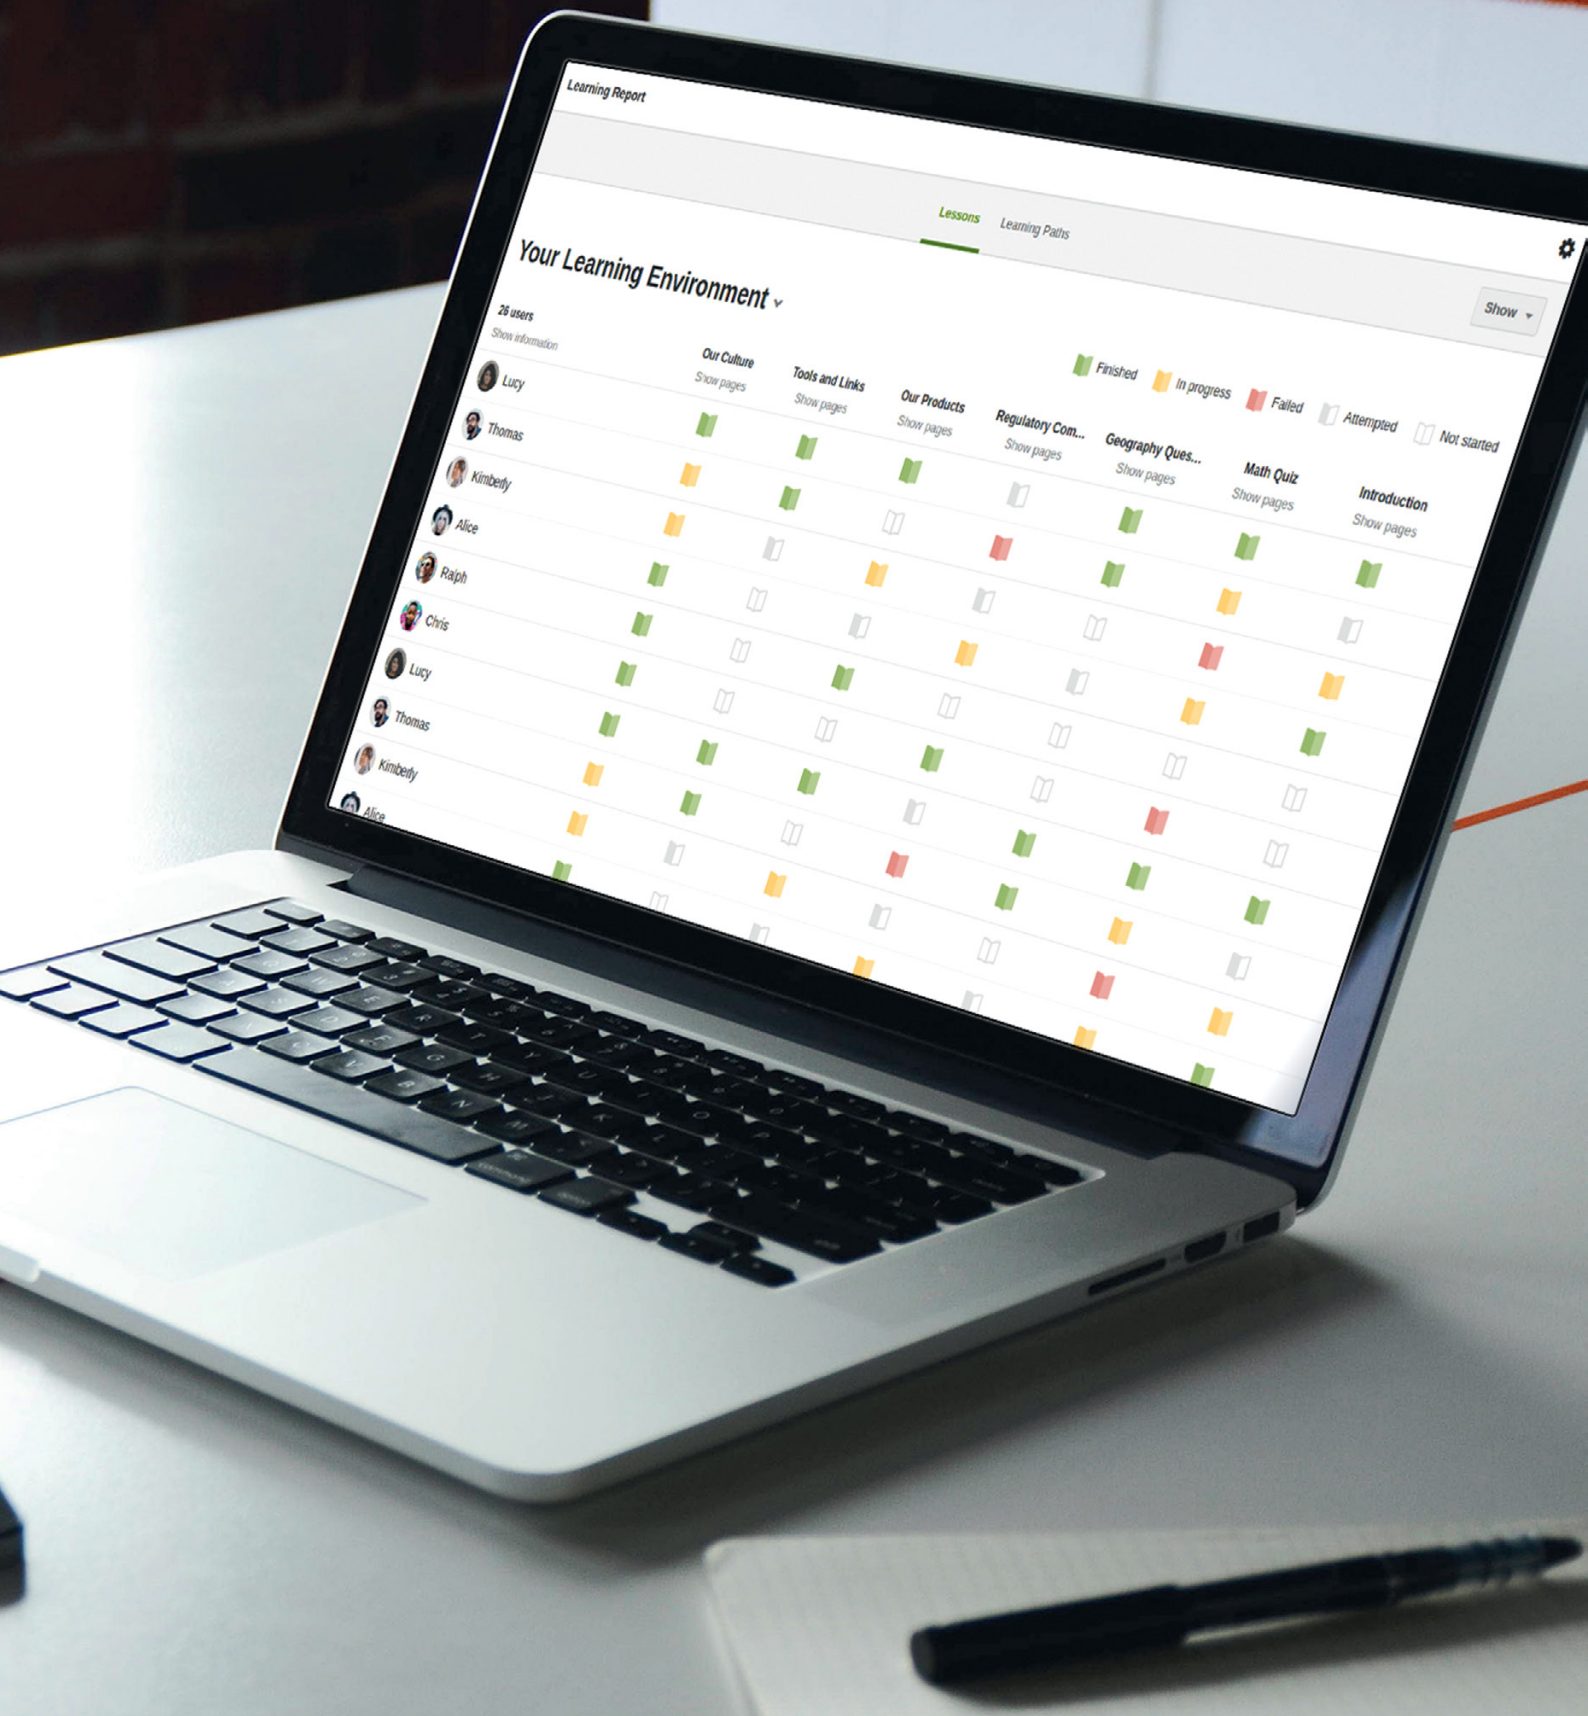 Learning Report
Lessons Learning Paths
Show
Your Learning Environment
Finished In progress Failed Attempted Not started
26 users
Show information
Our Culture Tools and Links Our Products Regulatory Com... Geography Ques... Math Quiz Introduction
Show pages Show pages Show pages Show pages Show pages Show pages Show pages
Lucy
Thomas
Kimberly
Alice
Ralph
Chris
Lucy
Thomas
Kimberly
Alice